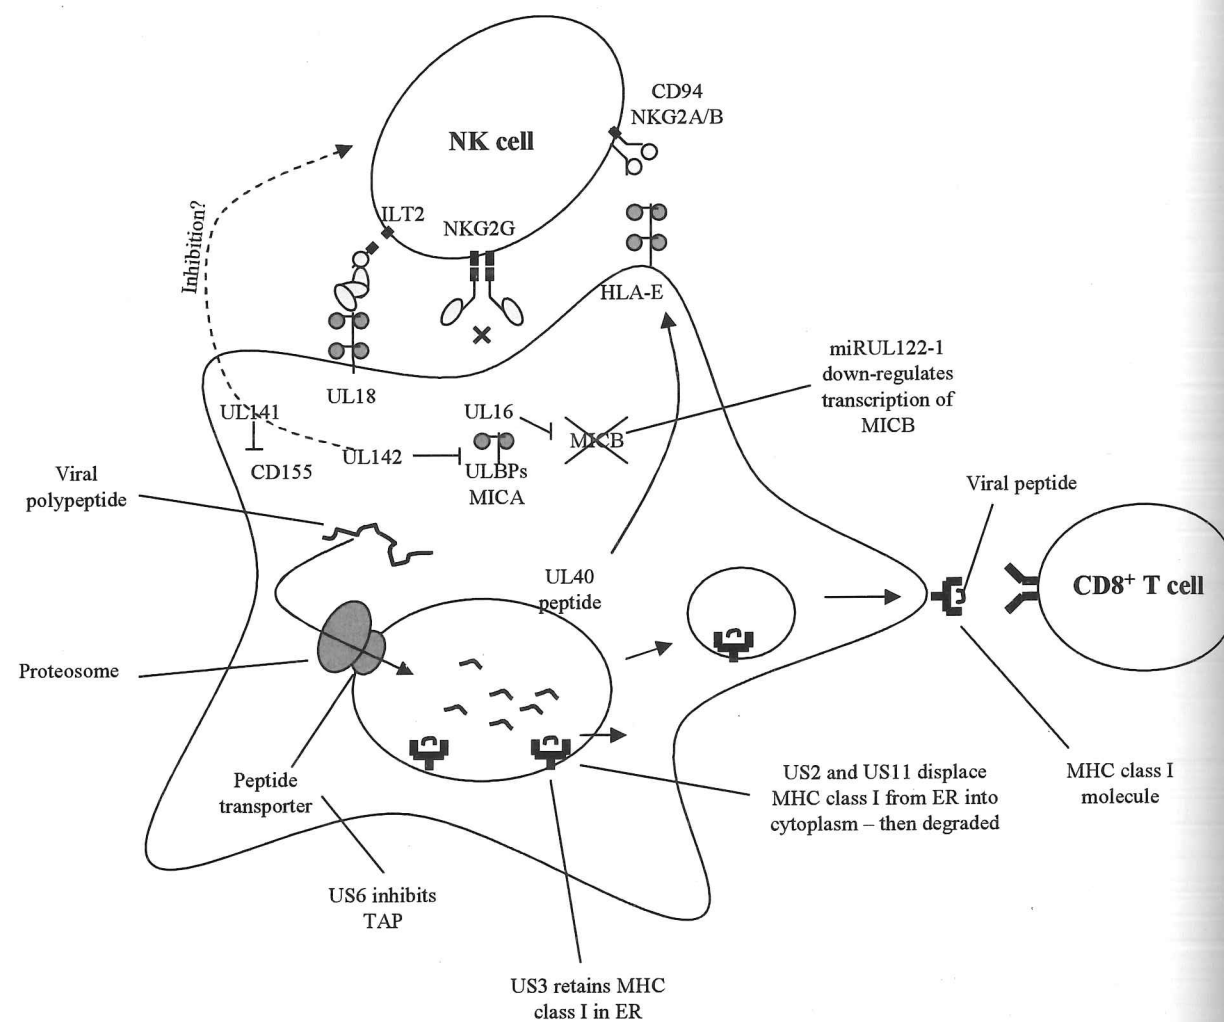 CD94
NKG2A/B
NK cell
ILT2
NKG2G
Inhibition?
HLA-E
miRUL122-1
down-regulates
transcription of
MICB
UL18
UL141
UL16
MICB
CD155
UL142
ULBPs
MICA
Viral
polypeptide
Viral peptide
UL40
peptide
CD8⁺ T cell
Proteosome
Peptide
transporter
US2 and US11 displace
MHC class I from ER into
cytoplasm – then degraded
MHC class I
molecule
US6 inhibits
TAP
US3 retains MHC
class I in ER